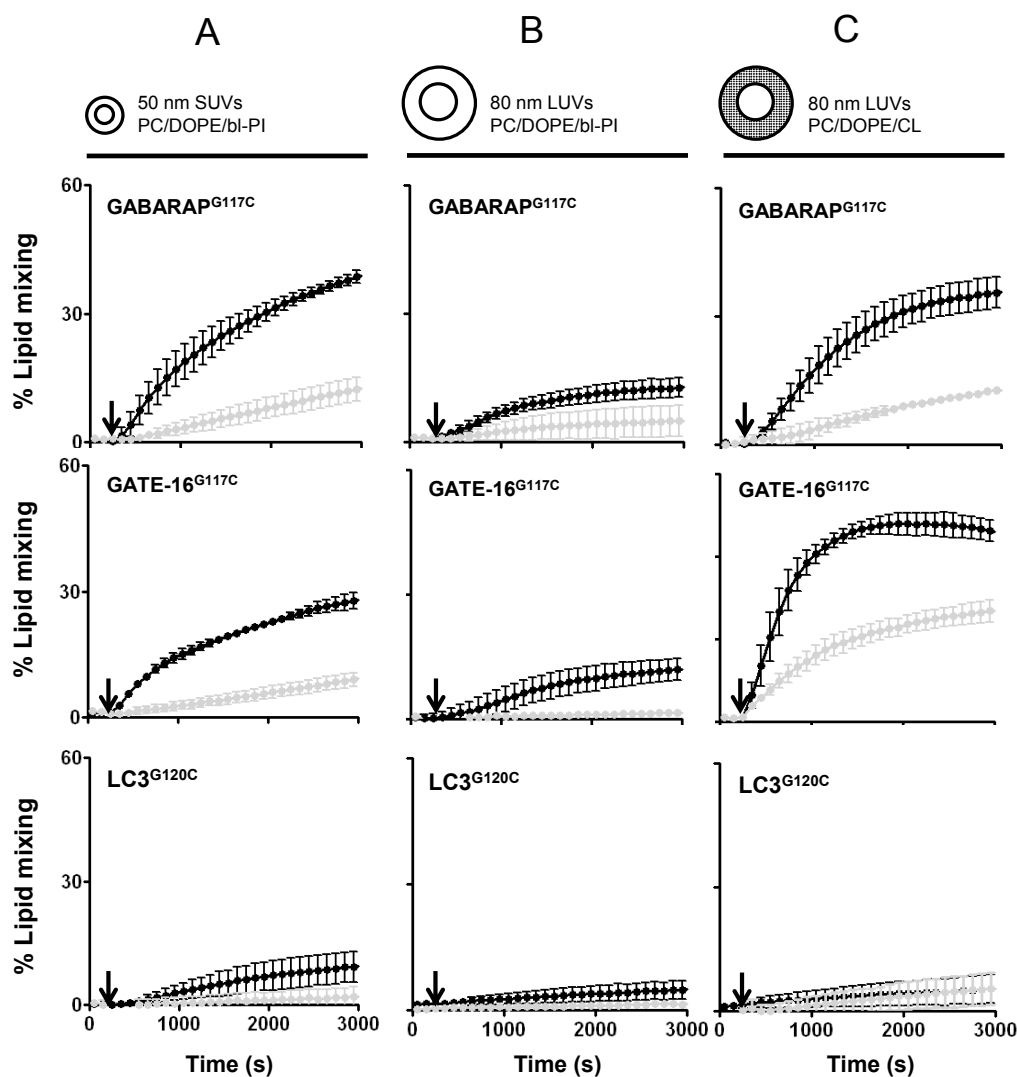 A
B
C
50 nm SUVs
PC/DOPE/bl-PI
80 nm LUVs
PC/DOPE/bl-PI
80 nm LUVs
PC/DOPE/CL
60
30
0
% Lipid mixing
GABARAPG117C
GABARAPG117C
GABARAPG117C
60
30
0
% Lipid mixing
GATE-16G117C
GATE-16G117C
GATE-16G117C
60
30
0
% Lipid mixing
LC3G120C
LC3G120C
LC3G120C
0 1000 2000 3000
0 1000 2000 3000
0 1000 2000 3000
Time (s)
Time (s)
Time (s)